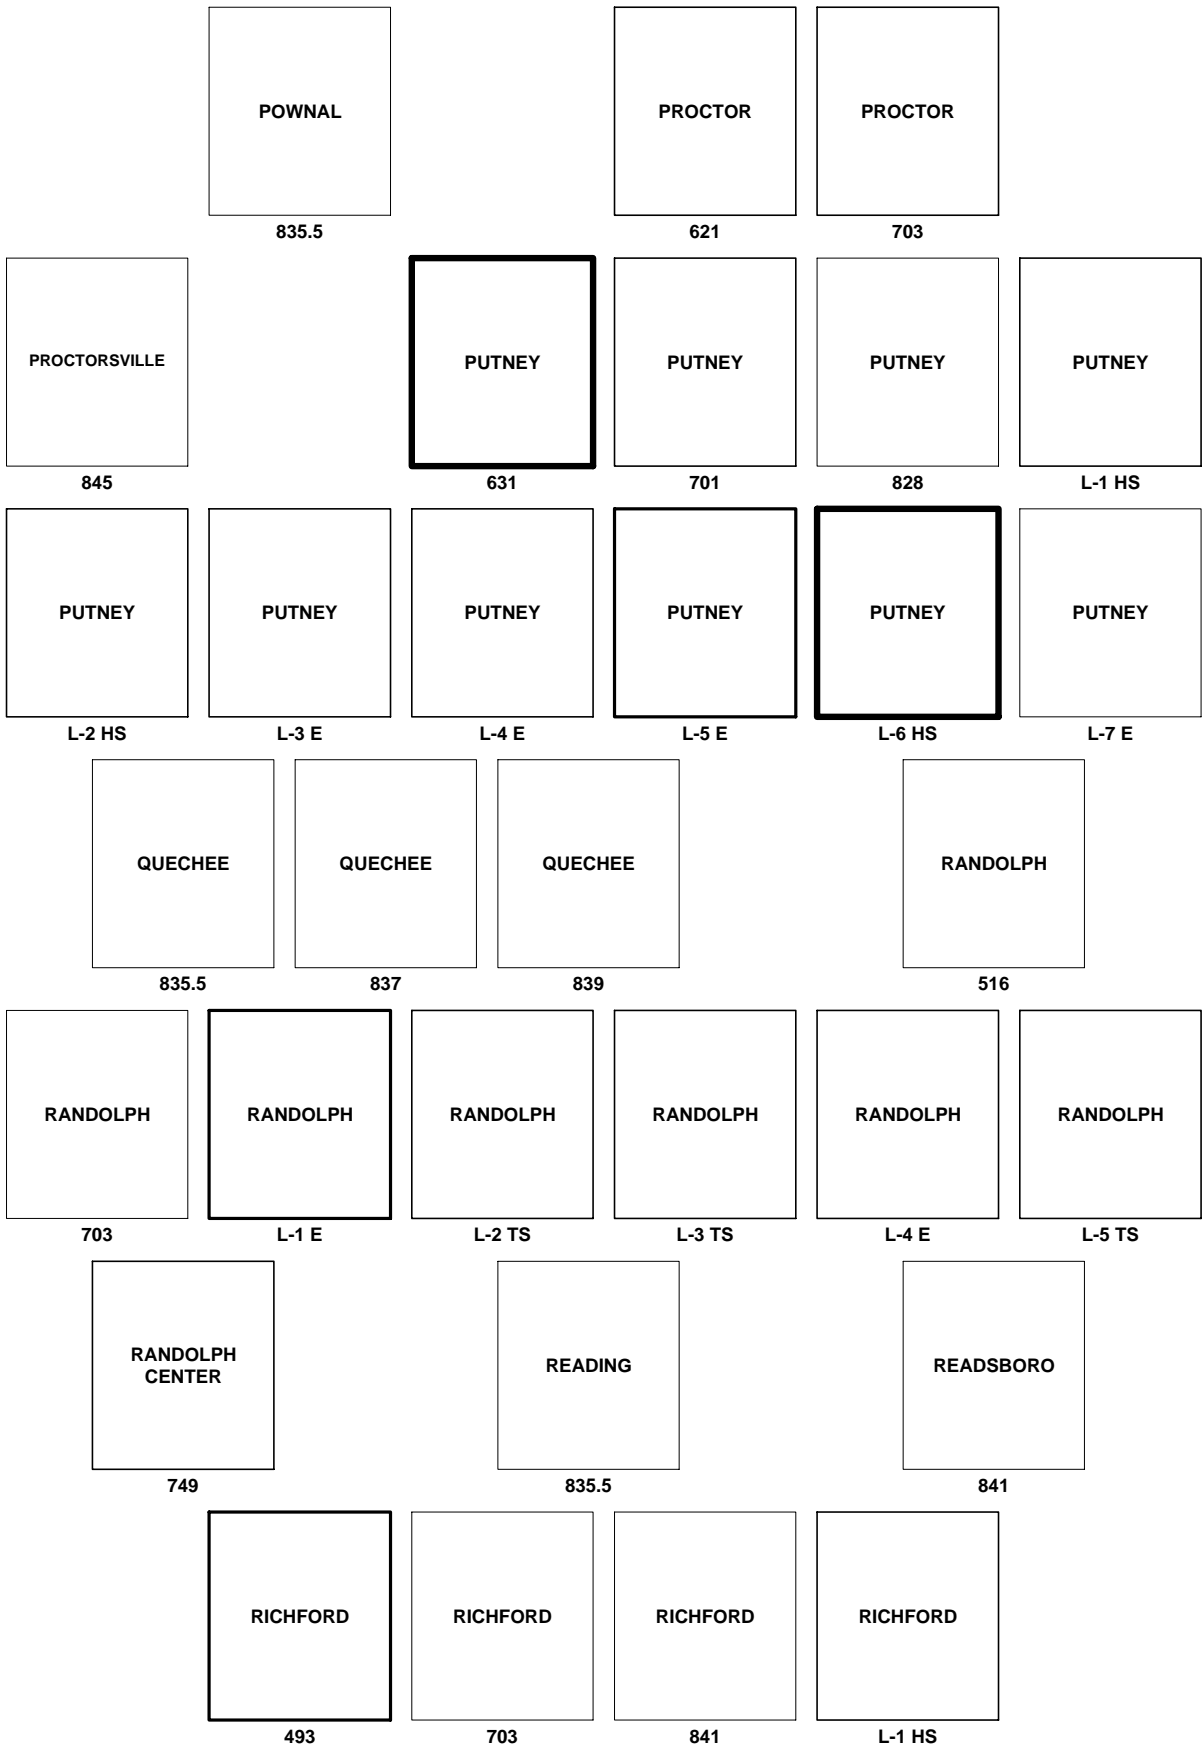 POWNAL
PROCTOR
PROCTOR
835.5
621
703
PROCTORSVILLE
PUTNEY
PUTNEY
PUTNEY
PUTNEY
845
631
701
828
L-1 HS
PUTNEY
PUTNEY
PUTNEY
PUTNEY
PUTNEY
PUTNEY
L-2 HS
L-3 E
L-4 E
L-5 E
L-6 HS
L-7 E
QUECHEE
QUECHEE
QUECHEE
RANDOLPH
835.5
837
839
516
RANDOLPH
RANDOLPH
RANDOLPH
RANDOLPH
RANDOLPH
RANDOLPH
703
L-1 E
L-2 TS
L-3 TS
L-4 E
L-5 TS
RANDOLPH
CENTER
READING
READSBORO
749
835.5
841
RICHFORD
RICHFORD
RICHFORD
RICHFORD
493
703
841
L-1 HS